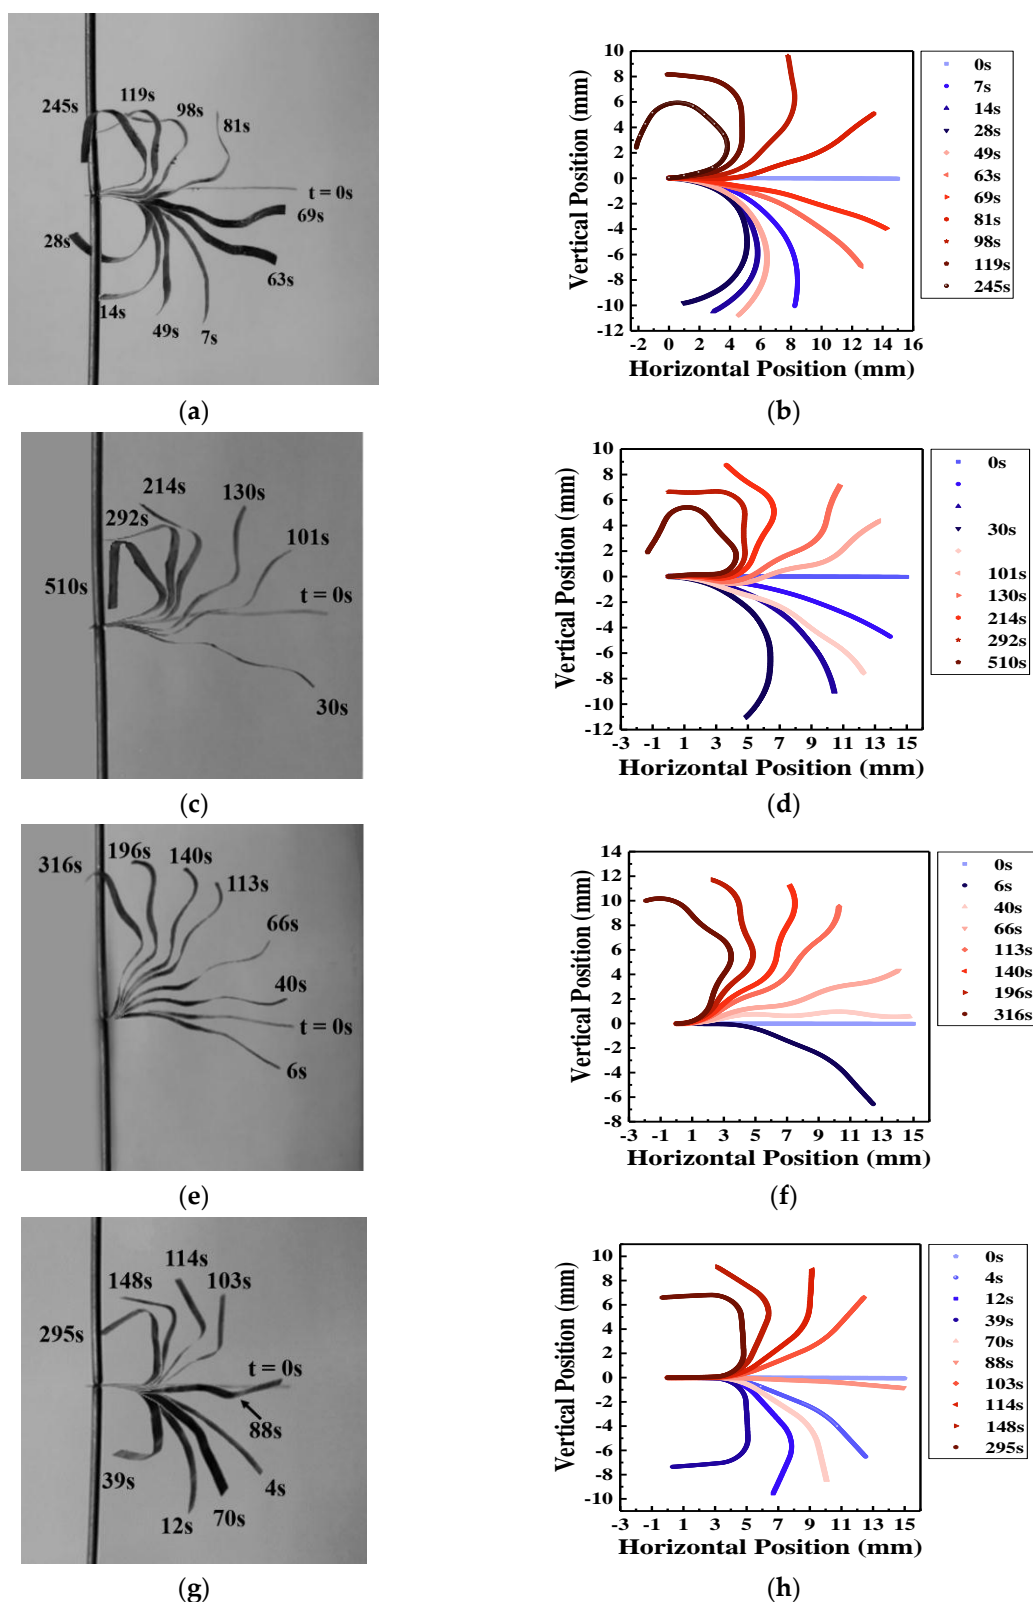 245s
119s
98s
81s
t = 0s
69s
28s
63s
14s
49s
7s
(a)
10
8
6
4
2
0
-2
-4
-6
-8
-10
-12
Vertical Position (mm)
-2 0 2 4 6 8 10 12 14 16
Horizontal Position (mm)
0s
7s
14s
28s
49s
63s
69s
81s
98s
119s
245s
(b)
214s
130s
292s
101s
510s
t = 0s
30s
(c)
10
8
6
4
2
0
-2
-4
-6
-8
-10
-12
Vertical Position (mm)
-3 -1 1 3 5 7 9 11 13 15
Horizontal Position (mm)
0s
30s
101s
130s
214s
292s
510s
(d)
316s
196s
140s
113s
66s
40s
t = 0s
6s
(e)
14
12
10
8
6
4
2
0
-2
-4
-6
-8
Vertical Position (mm)
-3 -1 1 3 5 7 9 11 13 15
Horizontal Position (mm)
0s
6s
40s
66s
113s
140s
196s
316s
(f)
114s
148s
103s
295s
t = 0s
88s
39s
4s
12s
70s
(g)
10
8
6
4
2
0
-2
-4
-6
-8
-10
Vertical Position (mm)
-3 -1 1 3 5 7 9 11 13 15
Horizontal Position (mm)
0s
4s
12s
39s
70s
88s
103s
114s
148s
295s
(h)